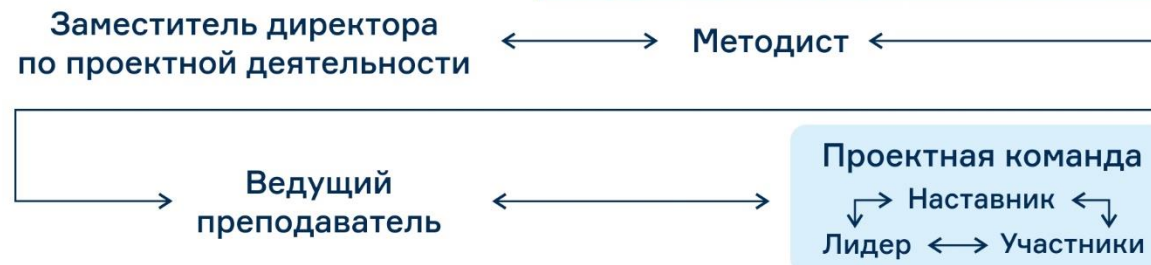 Заместитель директора
по проектной деятельности
Методист
Ведущий
преподаватель
Проектная команда
Наставник
Лидер
Участники